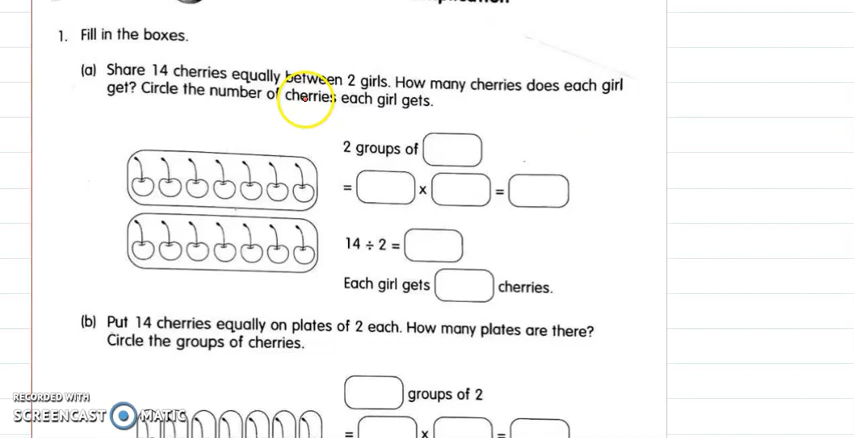 1. Fill in the boxes.
(a) Share 14 cherries equally between 2 girls. How many cherries does each girl
get? Circle the number of cherries each girl gets.
2 groups of
= x =
14 ÷ 2 =
Each girl gets cherries.
(b) Put 14 cherries equally on plates of 2 each. How many plates are there?
Circle the groups of cherries.
groups of 2
= x =
RECORDED WITH
SCREENCAST MATIC